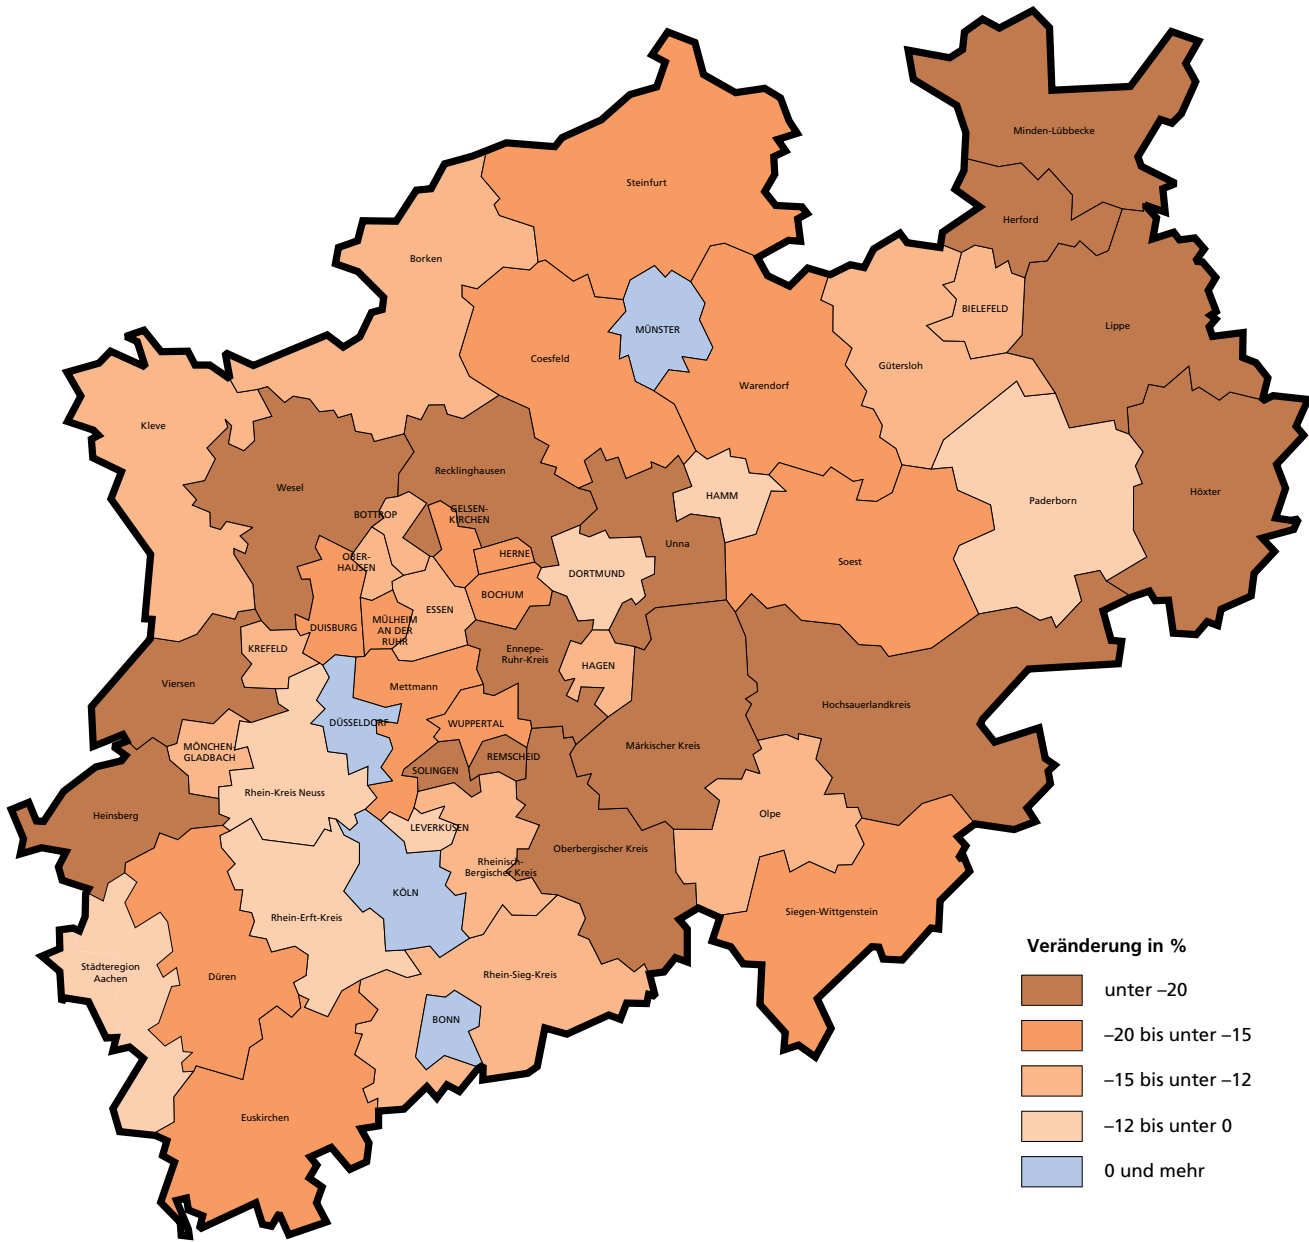 Minden-Lübbecke
Steinfurt
Herford
Borken
BIELEFELD
Lippe
MÜNSTER
Coesfeld
Gütersloh
Warendorf
Kleve
Recklinghausen
Wesel
Höxter
HAMM
Paderborn
BOTTROP
GELSEN-
KIRCHEN
Unna
HERNE
OBER-
HAUSEN
Soest
DORTMUND
BOCHUM
ESSEN
DUISBURG
MÜLHEIM
AN DER
RUHR
KREFELD
Ennepe-
Ruhr-Kreis
HAGEN
Viersen
Mettmann
Hochsauerlandkreis
DÜSSELDORF
WUPPERTAL
Märkischer Kreis
MÖNCHEN-
GLADBACH
REMSCHEID
SOLINGEN
Rhein-Kreis Neuss
Heinsberg
Olpe
LEVERKUSEN
Oberbergischer Kreis
Rheinisch-
Bergischer Kreis
KÖLN
Rhein-Erft-Kreis
Siegen-Wittgenstein
Städteregion
Aachen
Düren
Rhein-Sieg-Kreis
BONN
Euskirchen
Veränderung in %
unter –20
–20 bis unter –15
–15 bis unter –12
–12 bis unter 0
0 und mehr